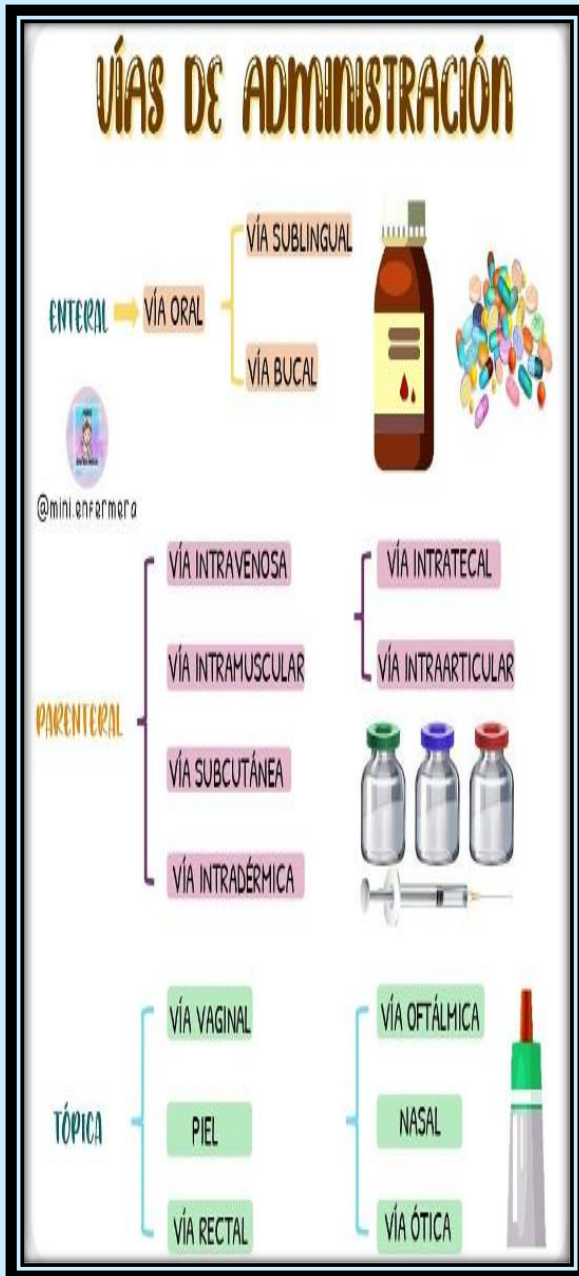 VÍAS DE ADMINISTRACIÓN
VÍA SUBLINGUAL
ENTERAL
VÍA ORAL
VÍA BUCAL
@mini.enfermera
VÍA INTRAVENOSA
VÍA INTRATECAL
VÍA INTRAMUSCULAR
VÍA INTRAARTICULAR
PARENTERAL
VÍA SUBCUTÁNEA
VÍA INTRADÉRMICA
VÍA VAGINAL
VÍA OFTÁLMICA
TÓPICA
PIEL
NASAL
VÍA RECTAL
VÍA ÓTICA